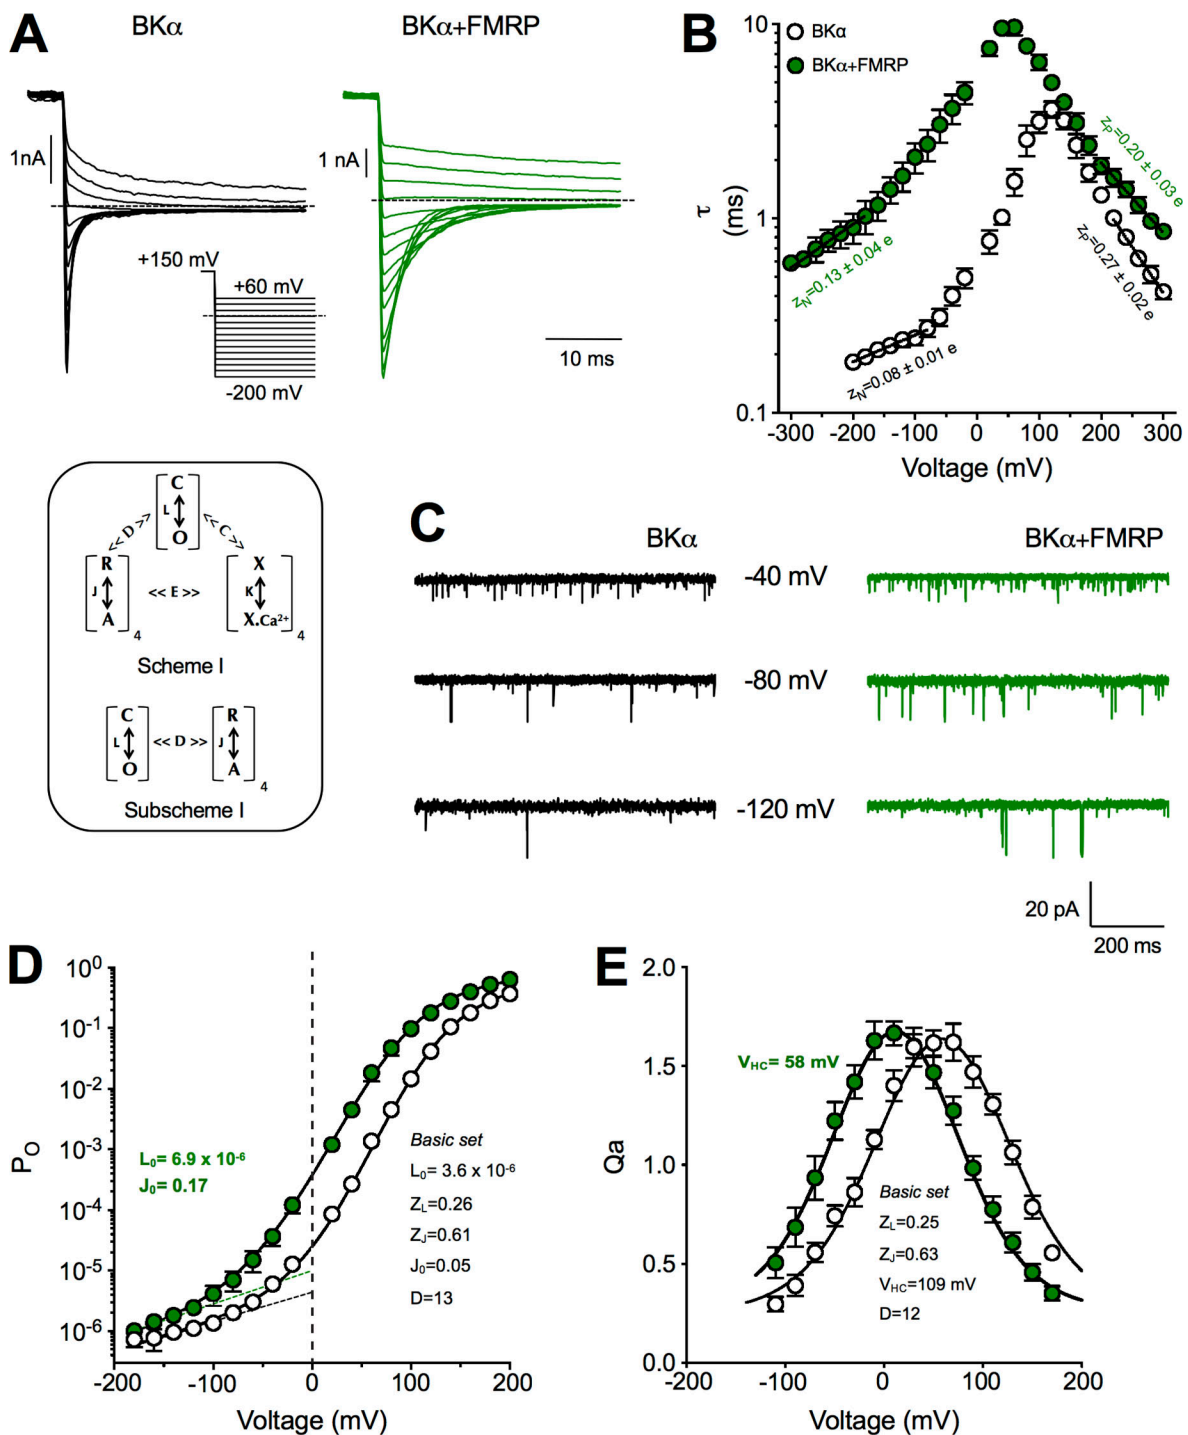 A
BKα
BKα+FMRP
1nA
1 nA
+150 mV
+60 mV
-200 mV
10 ms
B
BKα
BKα+FMRP
10
1
0.1
τ
(ms)
zP=0.20 ± 0.03 e
zP=0.27 ± 0.02 e
zN=0.13 ± 0.04 e
zN=0.08 ± 0.01 e
-300 -200 -100 0 100 200 300
Voltage (mV)
C
L
O
<< D >>
<< C >>
R
J
A
4
<< E >>
X
K
X.Ca2+
4
Scheme I
C
L
O
<< D >>
R
J
A
4
Subscheme I
C
BKα
BKα+FMRP
-40 mV
-80 mV
-120 mV
20 pA
200 ms
D
10⁰
10⁻¹
10⁻²
10⁻³
10⁻⁴
10⁻⁵
10⁻⁶
PO
L₀= 6.9 x 10⁻⁶
J₀= 0.17
Basic set
L₀= 3.6 x 10⁻⁶
ZL=0.26
ZJ=0.61
J₀=0.05
D=13
-200 -100 0 100 200
Voltage (mV)
E
2.0
1.5
1.0
0.5
0.0
Qa
VHC= 58 mV
Basic set
ZL=0.25
ZJ=0.63
VHC=109 mV
D=12
-200 -100 0 100 200
Voltage (mV)